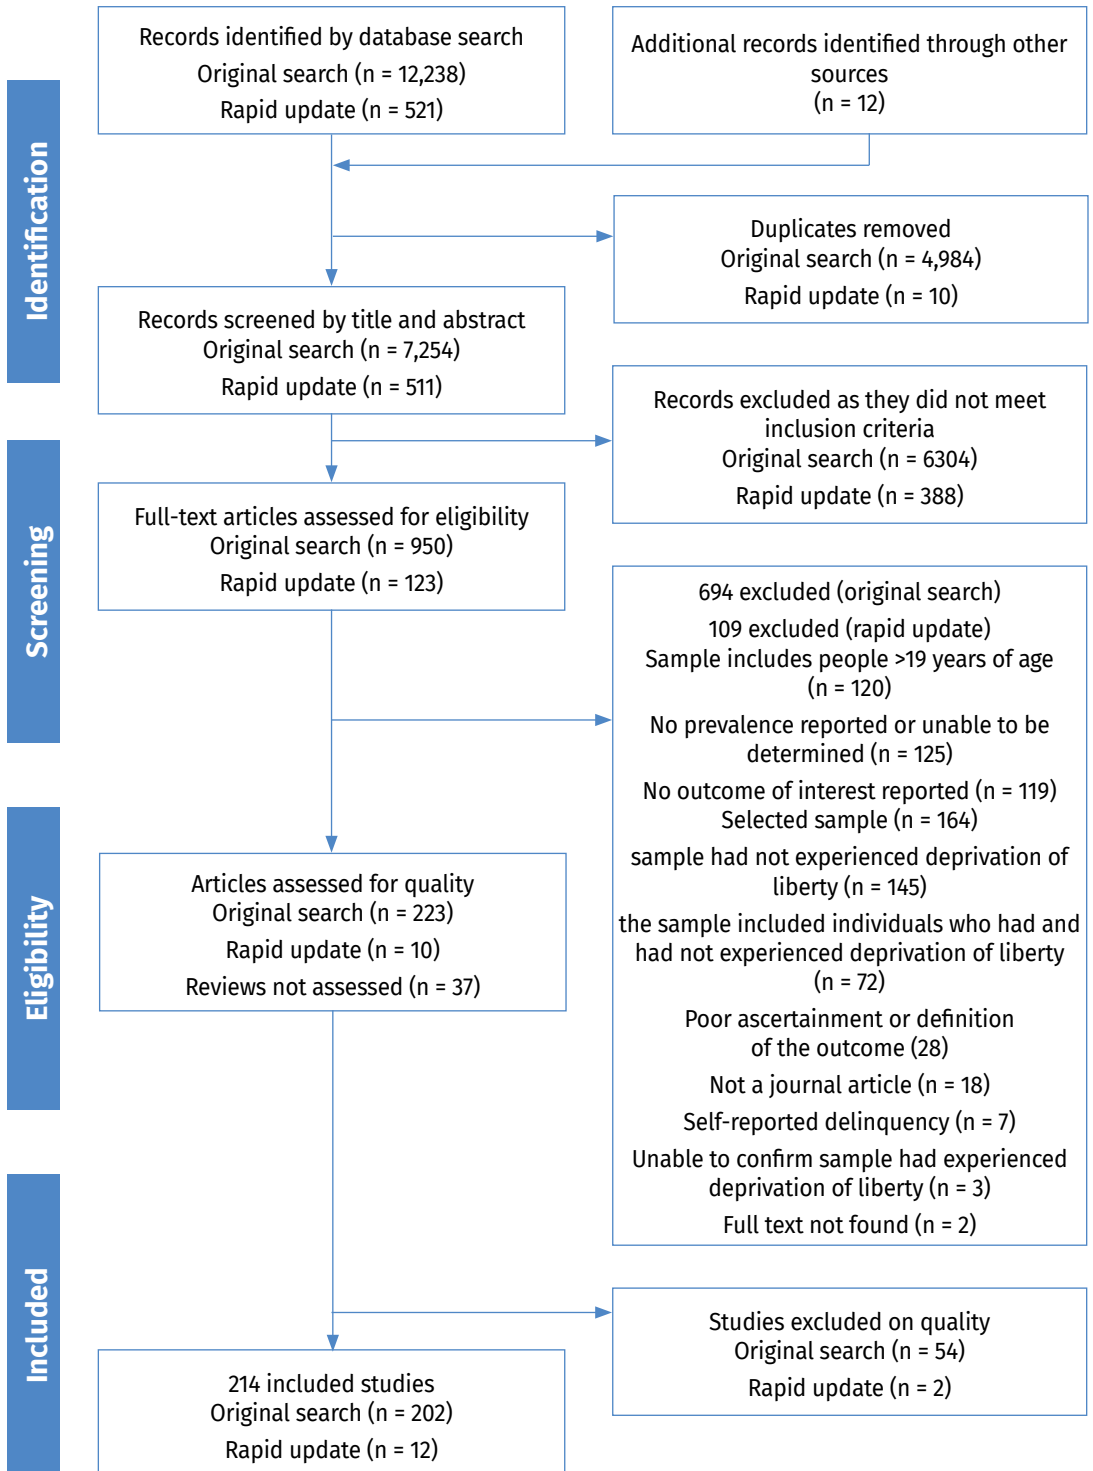 Records identified by database search
Original search (n = 12,238)
Rapid update (n = 521)
Additional records identified through other
sources
(n = 12)
Identification
Duplicates removed
Original search (n = 4,984)
Rapid update (n = 10)
Records screened by title and abstract
Original search (n = 7,254)
Rapid update (n = 511)
Records excluded as they did not meet
inclusion criteria
Original search (n = 6304)
Rapid update (n = 388)
Screening
Full-text articles assessed for eligibility
Original search (n = 950)
Rapid update (n = 123)
694 excluded (original search)
109 excluded (rapid update)
Sample includes people >19 years of age
(n = 120)
No prevalence reported or unable to be
determined (n = 125)
No outcome of interest reported (n = 119)
Selected sample (n = 164)
sample had not experienced deprivation of
liberty (n = 145)
the sample included individuals who had and
had not experienced deprivation of liberty
(n = 72)
Poor ascertainment or definition
of the outcome (28)
Not a journal article (n = 18)
Self-reported delinquency (n = 7)
Unable to confirm sample had experienced
deprivation of liberty (n = 3)
Full text not found (n = 2)
Eligibility
Articles assessed for quality
Original search (n = 223)
Rapid update (n = 10)
Reviews not assessed (n = 37)
Included
Studies excluded on quality
Original search (n = 54)
Rapid update (n = 2)
214 included studies
Original search (n = 202)
Rapid update (n = 12)